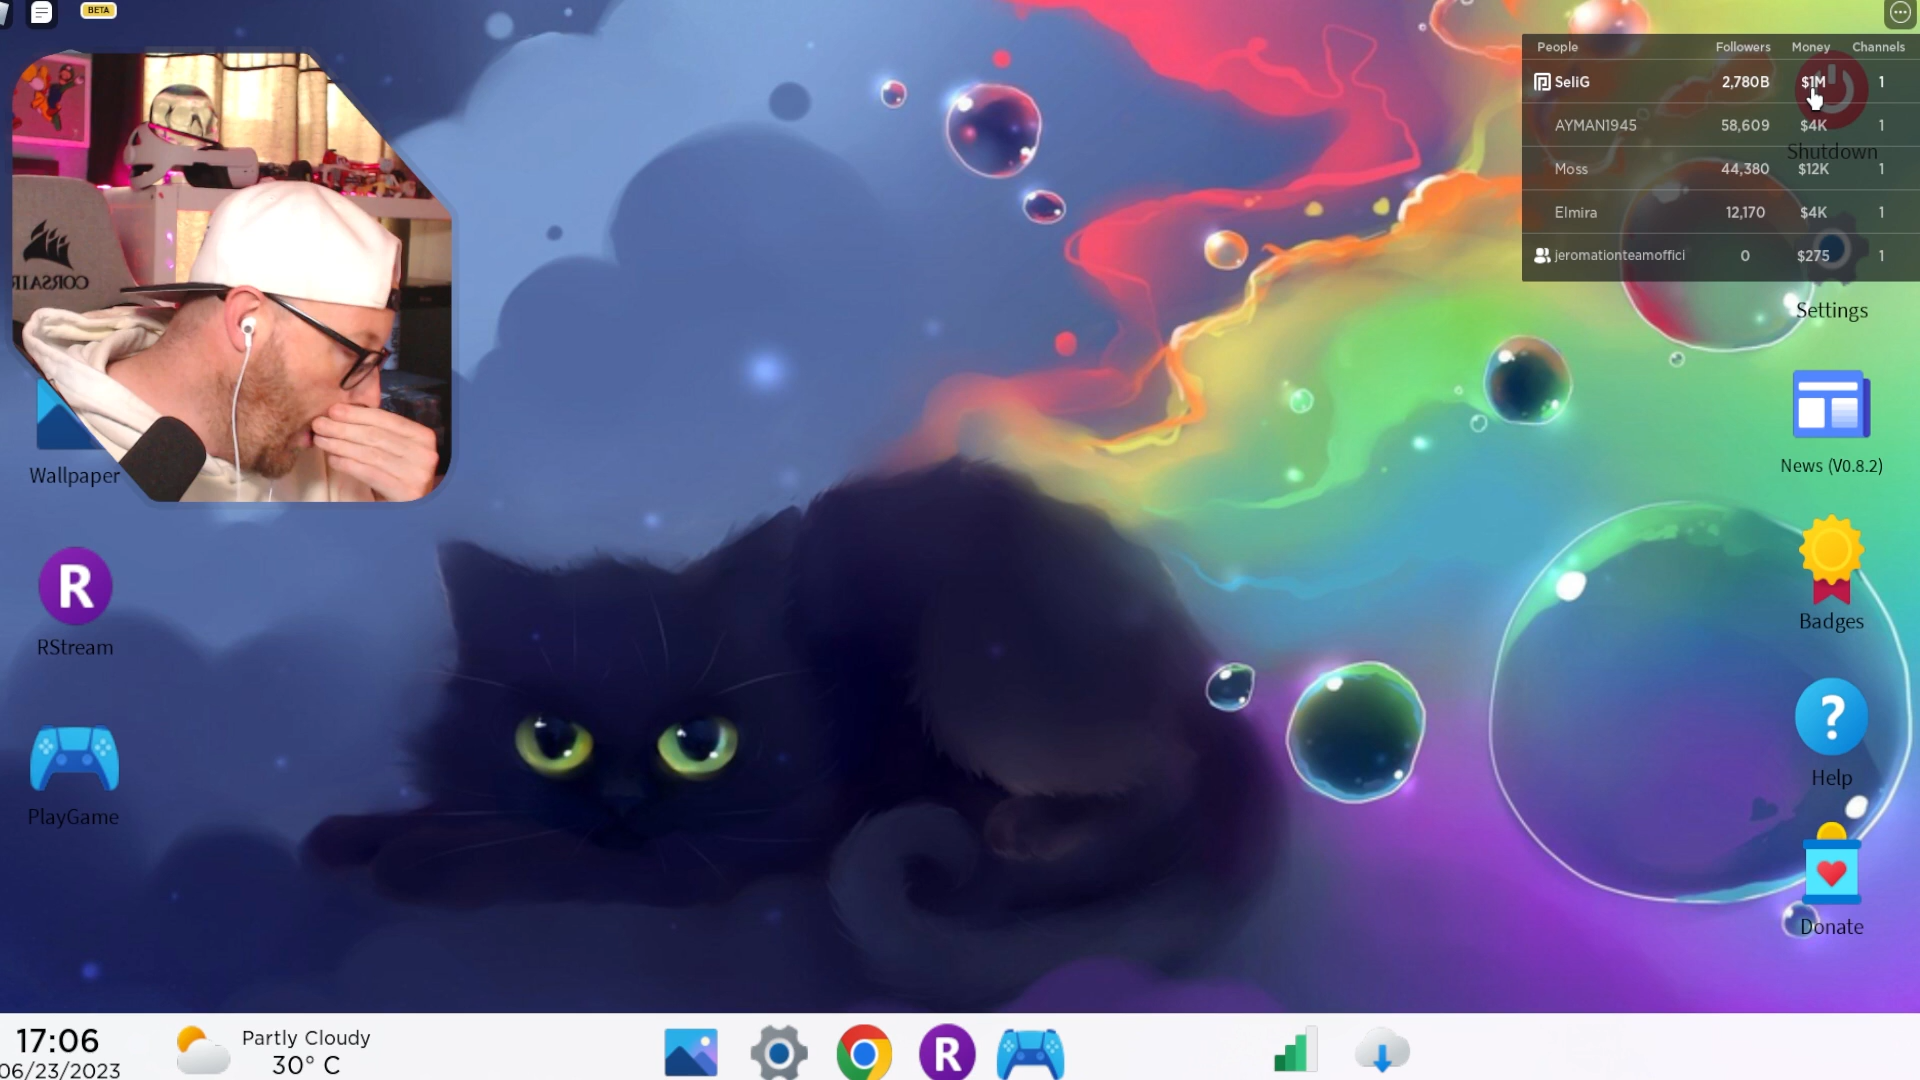 BETA
People Followers Money Channels
SeliG 2,780B $1M 1
AYMAN1945 58,609 $4K 1
Shutdown
Moss 44,380 $12K 1
Elmira 12,170 $4K 1
jeromationteamoffici 0 $275 1
CORSAIR
Settings
News (V0.8.2)
Wallpaper
Badges
R
RStream
?
Help
PlayGame
Donate
17:06
06/23/2023
Partly Cloudy
30° C
R